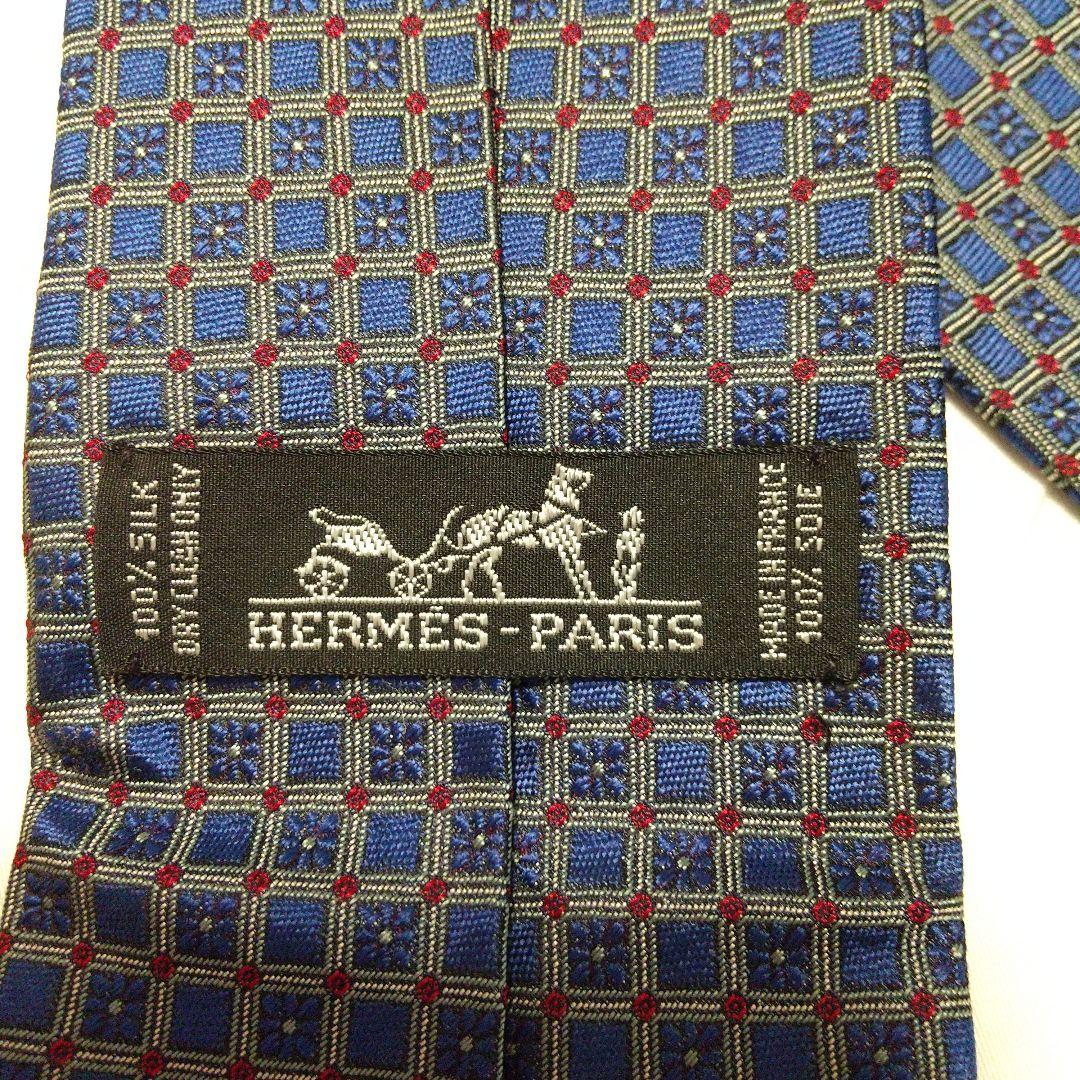 100% SILK
DRY CLEAN ONLY
HERMÈS-PARIS
MADE IN FRANCE
100% SOIE